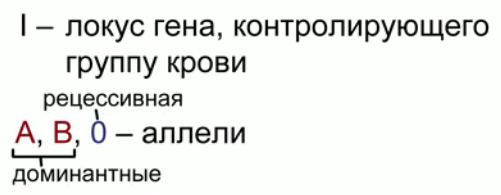 I – локус гена, контролирующего
группу крови
рецессивная
А, В, 0 – аллели
доминантные